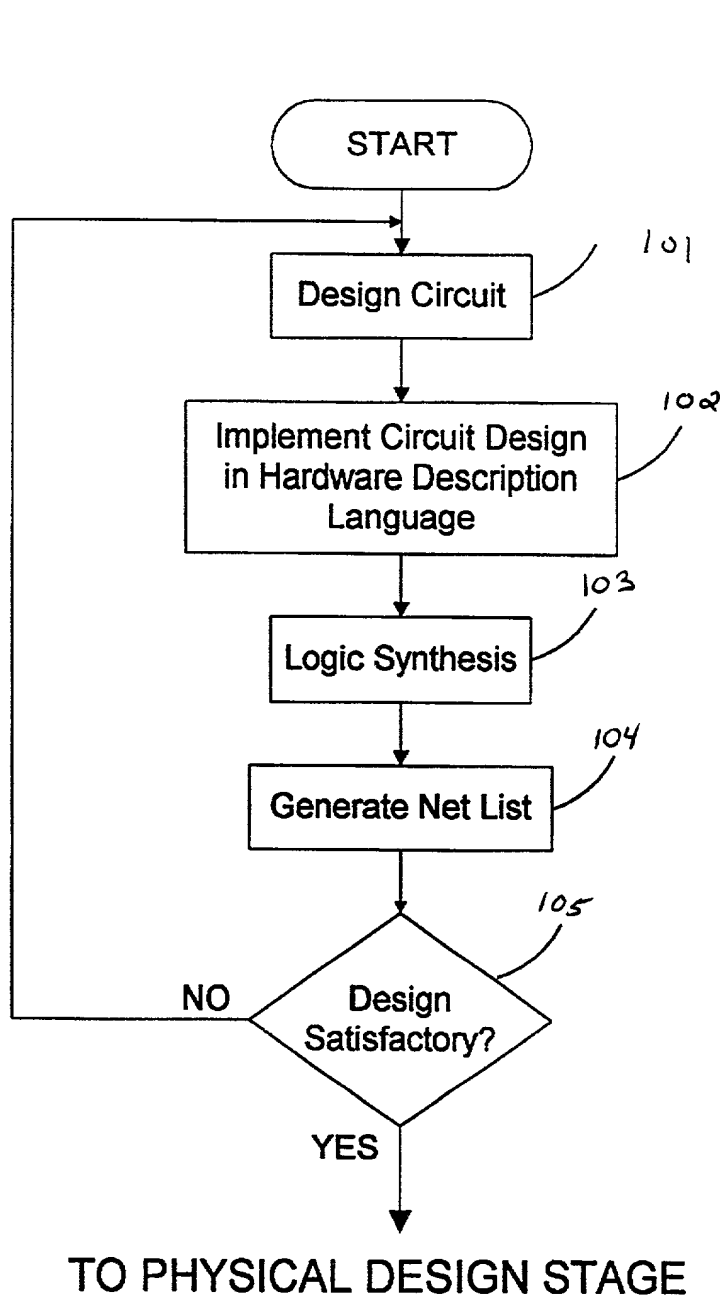 START
101
Design Circuit
102
Implement Circuit Design
in Hardware Description
Language
103
Logic Synthesis
104
Generate Net List
105
Design
Satisfactory?
NO
YES
TO PHYSICAL DESIGN STAGE